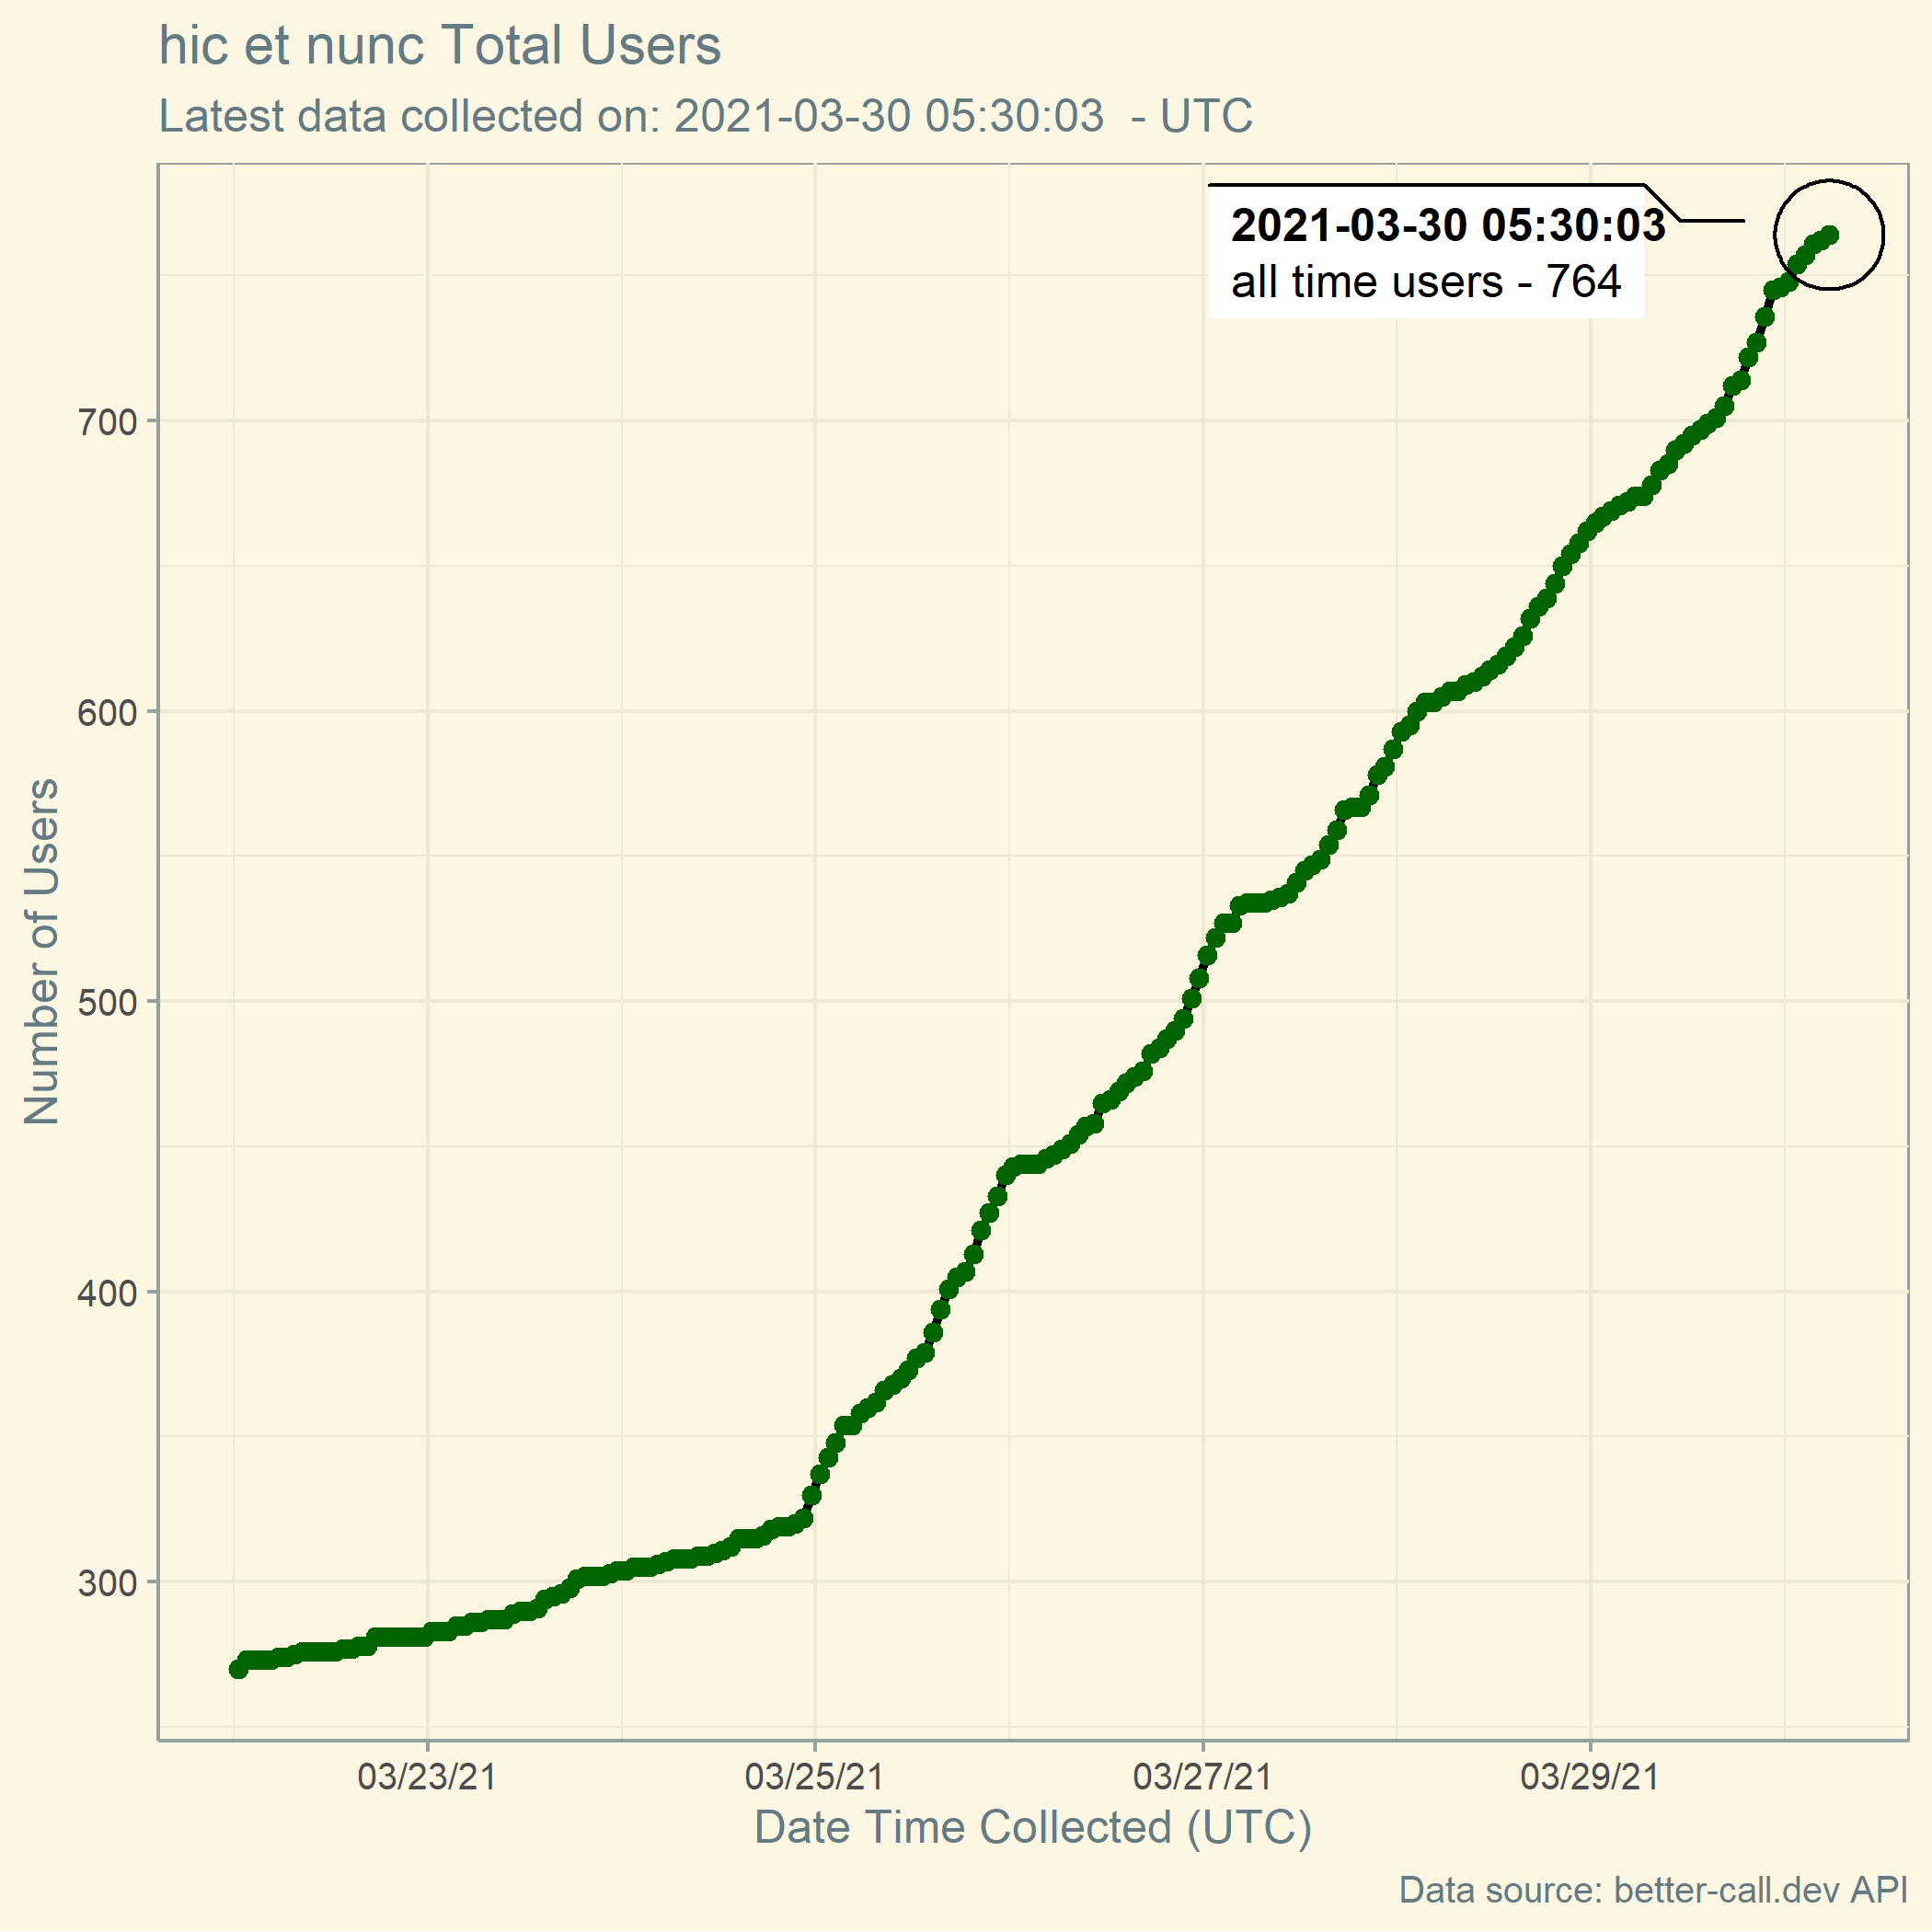 hic et nunc Total Users
Latest data collected on: 2021-03-30 05:30:03  - UTC
2021-03-30 05:30:03
all time users - 764
Number of Users
700
600
500
400
300
03/23/21
03/25/21
03/27/21
03/29/21
Date Time Collected (UTC)
Data source: better-call.dev API